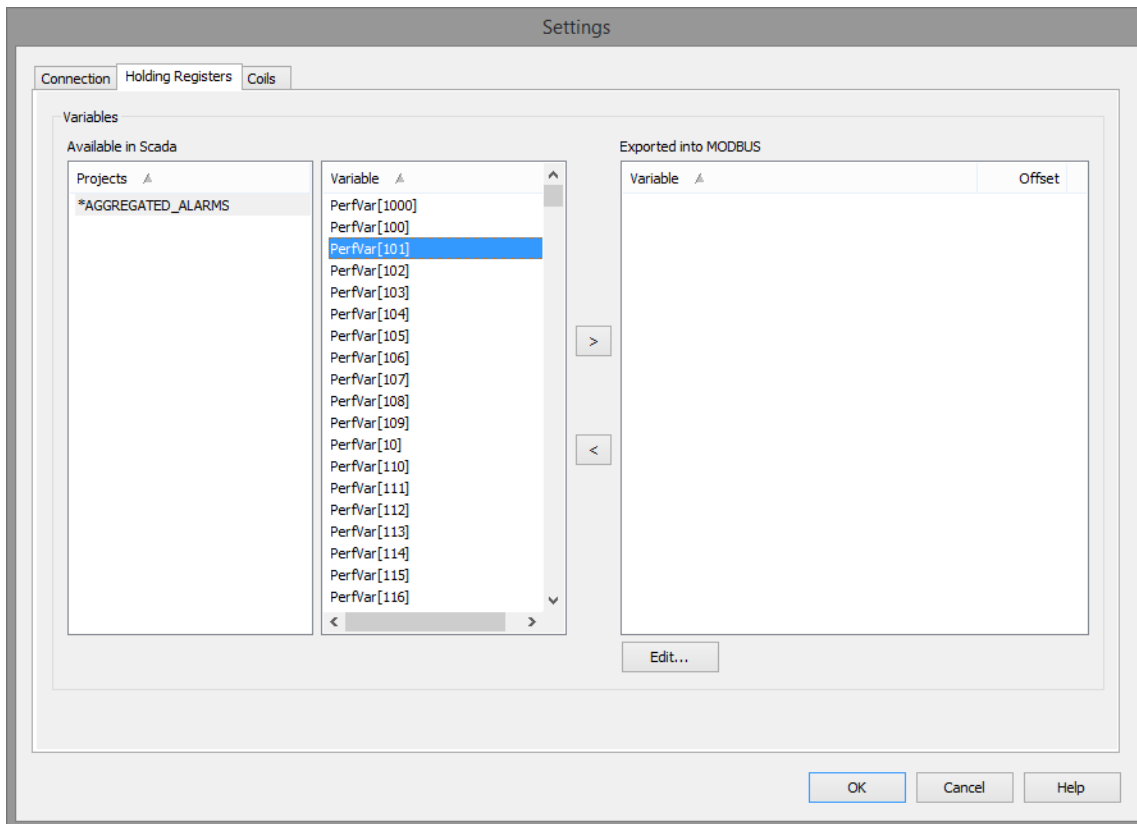 Settings
Connection Holding Registers Coils
Variables
Available in Scada
Exported into MODBUS
Projects
*AGGREGATED_ALARMS
Variable
PerfVar[1000]
PerfVar[100]
PerfVar[101]
PerfVar[102]
PerfVar[103]
PerfVar[104]
PerfVar[105]
PerfVar[106]
PerfVar[107]
PerfVar[108]
PerfVar[109]
PerfVar[10]
PerfVar[110]
PerfVar[111]
PerfVar[112]
PerfVar[113]
PerfVar[114]
PerfVar[115]
PerfVar[116]
>
<
Variable Offset
Edit...
OK Cancel Help